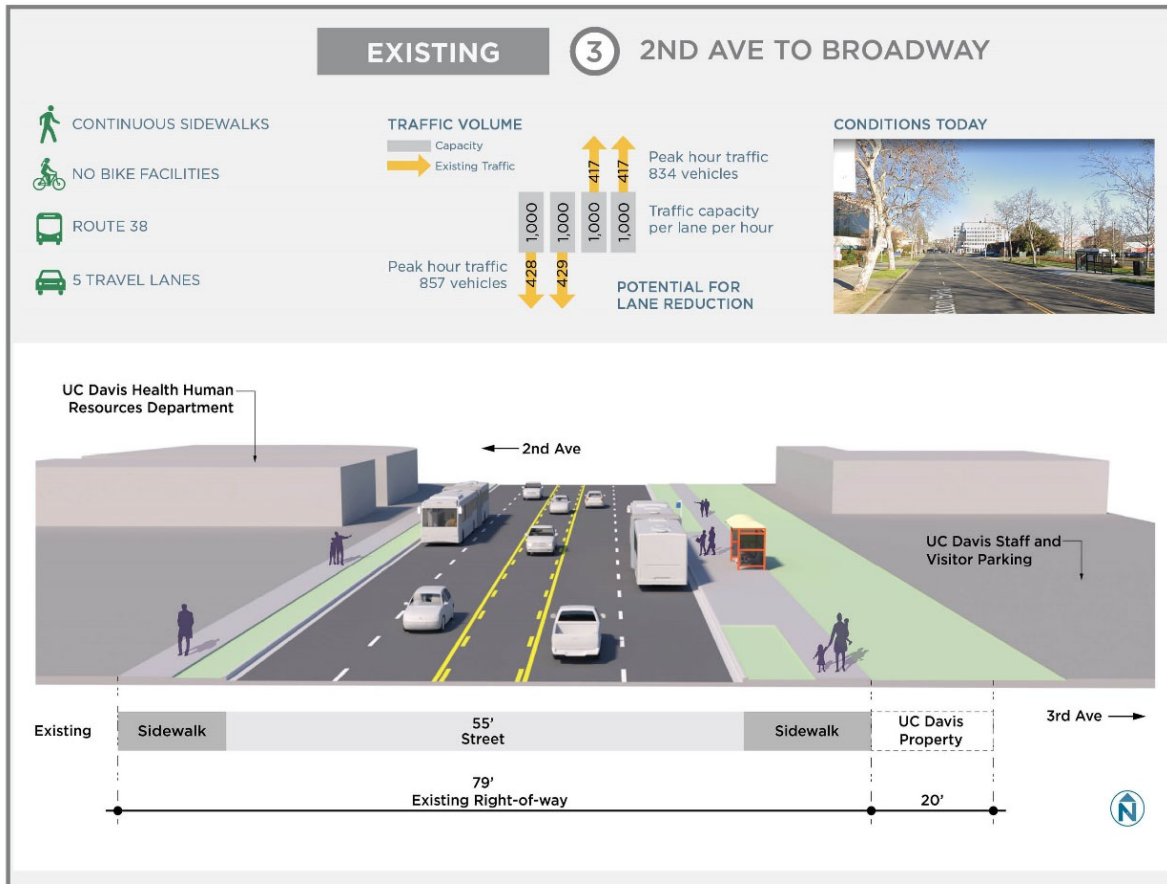 EXISTING
3
2ND AVE TO BROADWAY
CONTINUOUS SIDEWALKS
NO BIKE FACILITIES
ROUTE 38
5 TRAVEL LANES
TRAFFIC VOLUME
Capacity
Existing Traffic
417
417
Peak hour traffic
834 vehicles
1,000
1,000
1,000
1,000
Traffic capacity
per lane per hour
Peak hour traffic
857 vehicles
428
429
POTENTIAL FOR
LANE REDUCTION
CONDITIONS TODAY
UC Davis Health Human
Resources Department
2nd Ave
UC Davis Staff and
Visitor Parking
Existing
Sidewalk
55'
Street
Sidewalk
UC Davis
Property
3rd Ave
79'
Existing Right-of-way
20'
N